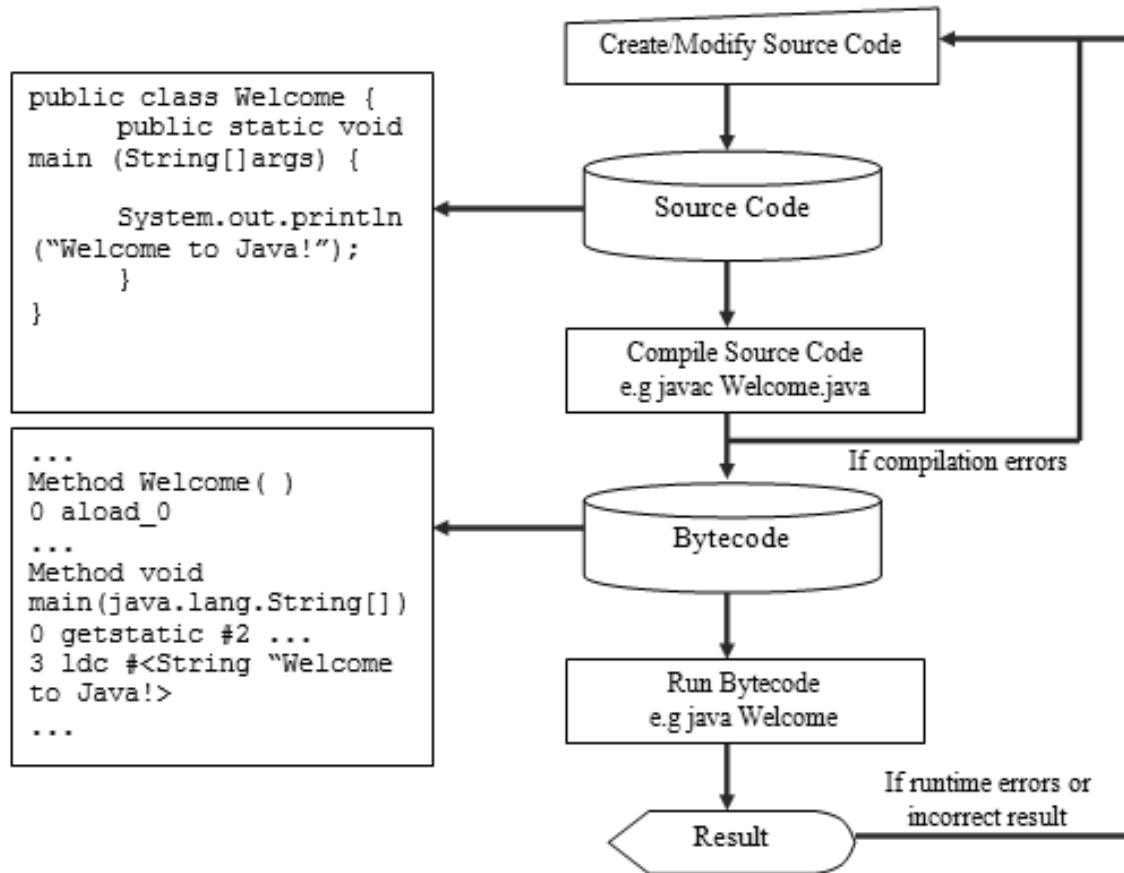 Create/Modify Source Code
public class Welcome {
public static void
main (String[]args) {
System.out.println
(“Welcome to Java!”);
}
}
Source Code
Compile Source Code
e.g javac Welcome.java
If compilation errors
...
Method Welcome( )
0 aload_0
...
Method void
main(java.lang.String[])
0 getstatic #2 ...
3 ldc #<String “Welcome
to Java!>
...
Bytecode
Run Bytecode
e.g java Welcome
If runtime errors or
incorrect result
Result